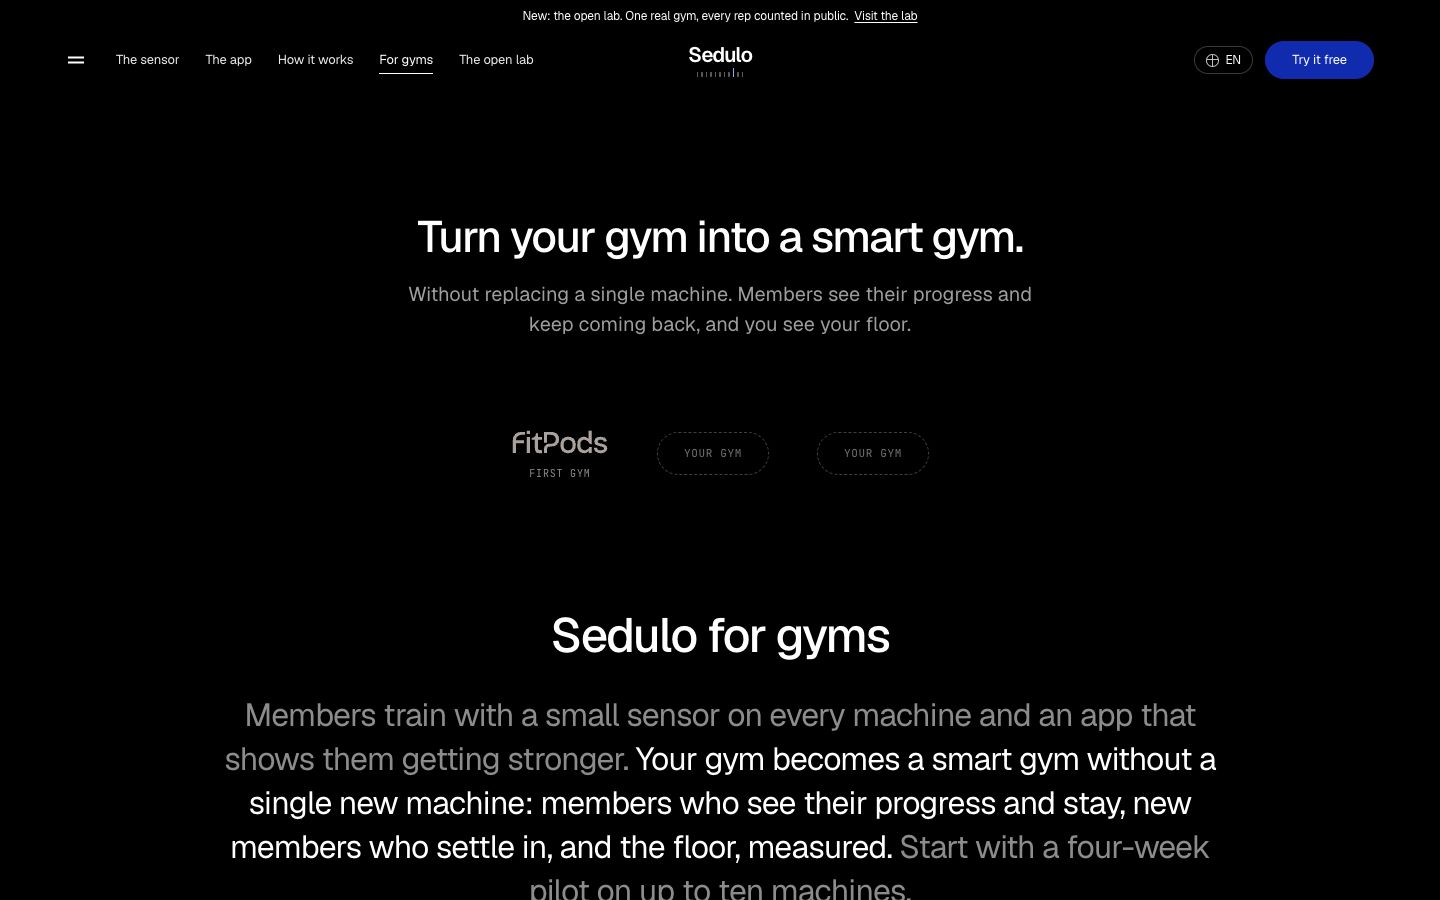 New: the open lab. One real gym, every rep counted in public. Visit the lab
The sensor
The app
How it works
For gyms
The open lab
Sedulo
EN
Try it free
Turn your gym into a smart gym.
Without replacing a single machine. Members see their progress and
keep coming back, and you see your floor.
FitPods
FIRST GYM
YOUR GYM
YOUR GYM
Sedulo for gyms
Members train with a small sensor on every machine and an app that
shows them getting stronger. Your gym becomes a smart gym without a
single new machine: members who see their progress and stay, new
members who settle in, and the floor, measured. Start with a four-week
pilot on up to ten machines.